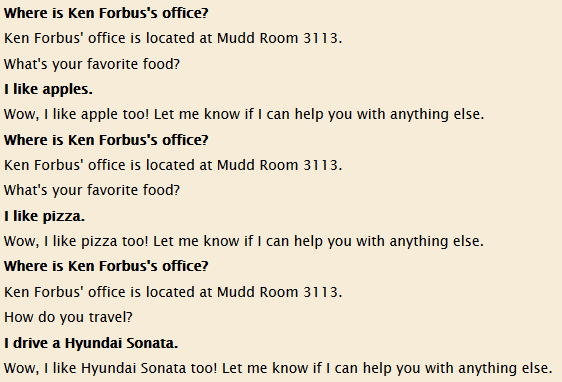 Where is Ken Forbus's office?
Ken Forbus' office is located at Mudd Room 3113.
What's your favorite food?
I like apples.
Wow, I like apple too! Let me know if I can help you with anything else.
Where is Ken Forbus's office?
Ken Forbus' office is located at Mudd Room 3113.
What's your favorite food?
I like pizza.
Wow, I like pizza too! Let me know if I can help you with anything else.
Where is Ken Forbus's office?
Ken Forbus' office is located at Mudd Room 3113.
How do you travel?
I drive a Hyundai Sonata.
Wow, I like Hyundai Sonata too! Let me know if I can help you with anything else.